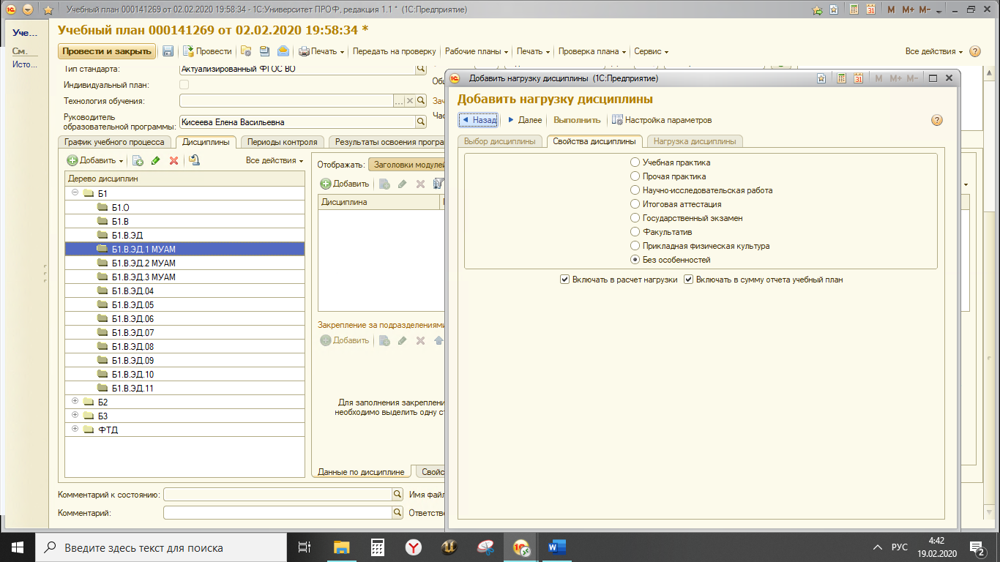 Учебный план 000141269 от 02.02.2020 19:58:34 - 1С:Университет ПРОФ, редакция 1.1 * (1С:Предприятие)
M M+ M-
Уче...
См.
Исто...
Учебный план 000141269 от 02.02.2020 19:58:34 *
Провести и закрыть Провести Печать Передать на проверку Рабочие планы Печать Проверка плана Сервис Все действия ?
Тип стандарта: Актуализированный ФГОС ВО
Индивидуальный план:
Технология обучения: ...
Руководитель
образовательной программы: Кисеева Елена Васильевна
График учебного процесса Дисциплины Периоды контроля Результаты освоения програм
Добавить Все действия
Дерево дисциплин
Б1
Б1.О
Б1.В
Б1.В.ЭД
Б1.В.ЭД.1 МУАМ
Б1.В.ЭД.2 МУАМ
Б1.В.ЭД.3 МУАМ
Б1.В.ЭД.04
Б1.В.ЭД.05
Б1.В.ЭД.06
Б1.В.ЭД.07
Б1.В.ЭД.08
Б1.В.ЭД.09
Б1.В.ЭД.10
Б1.В.ЭД.11
Б2
Б3
ФТД
Отображать: Заголовки модулей
Добавить
Дисциплина
Закрепление за подразделениями
Добавить
Для заполнения закреплени
необходимо выделить одну ст
Данные по дисциплине Свойс
Комментарий к состоянию: Имя файл
Комментарий: Ответстве
Добавить нагрузку дисциплины (1С:Предприятие)
M M+ M-
Добавить нагрузку дисциплины
Назад Далее Выполнить Настройка параметров ?
Выбор дисциплины Свойства дисциплины Нагрузка дисциплины
Учебная практика
Прочая практика
Научно-исследовательская работа
Итоговая аттестация
Государственный экзамен
Факультатив
Прикладная физическая культура
Без особенностей
Включать в расчет нагрузки Включать в сумму отчета учебный план
Введите здесь текст для поиска
РУС
4:42
19.02.2020
2